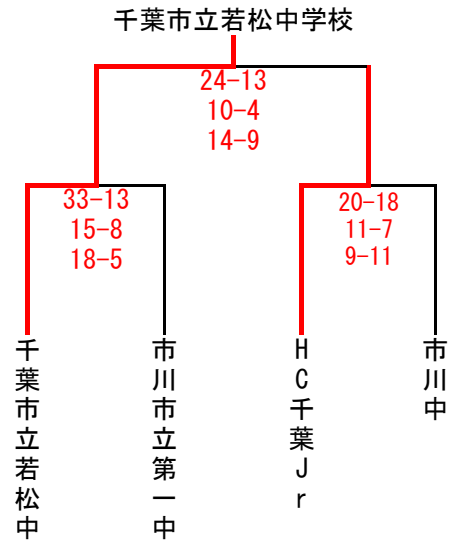 千葉市立若松中学校
24-13
10-4
14-9
33-13
15-8
18-5
20-18
11-7
9-11
千葉市立若松中
市川市立第一中
HC千葉Jr
市川中